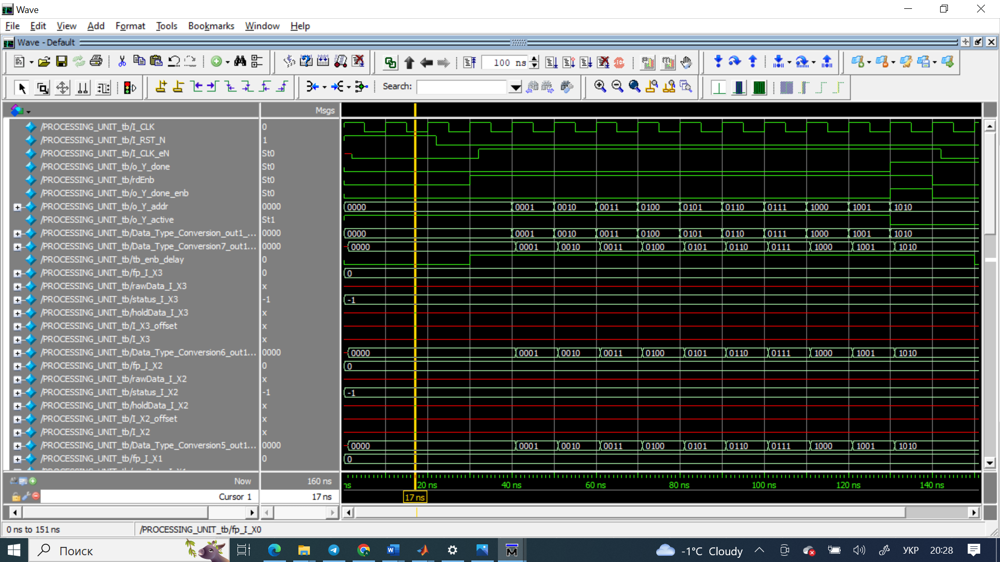 Wave
File Edit View Add Format Tools Bookmarks Window Help
Wave - Default
100 ns
Search:
Msgs
/PROCESSING_UNIT_tb/I_CLK 0
/PROCESSING_UNIT_tb/I_RST_N 1
/PROCESSING_UNIT_tb/I_CLK_eN St0
/PROCESSING_UNIT_tb/o_Y_done St0
/PROCESSING_UNIT_tb/rdEnb St0
/PROCESSING_UNIT_tb/o_Y_done_enb St0
/PROCESSING_UNIT_tb/o_Y_addr 0000 0000 0001 0010 0011 0100 0101 0110 0111 1000 1001 1010
/PROCESSING_UNIT_tb/o_Y_active St1
/PROCESSING_UNIT_tb/Data_Type_Conversion_out1_... 0000 0000 0001 0010 0011 0100 0101 0110 0111 1000 1001 1010
/PROCESSING_UNIT_tb/Data_Type_Conversion7_out1... 0000 0000 0001 0010 0011 0100 0101 0110 0111 1000 1001 1010
/PROCESSING_UNIT_tb/tb_enb_delay 0
/PROCESSING_UNIT_tb/fp_I_X3 0 0
/PROCESSING_UNIT_tb/rawData_I_X3 x
/PROCESSING_UNIT_tb/status_I_X3 -1 -1
/PROCESSING_UNIT_tb/holdData_I_X3 x
/PROCESSING_UNIT_tb/I_X3_offset x
/PROCESSING_UNIT_tb/I_X3 x
/PROCESSING_UNIT_tb/Data_Type_Conversion6_out1... 0000 0000 0001 0010 0011 0100 0101 0110 0111 1000 1001 1010
/PROCESSING_UNIT_tb/fp_I_X2 0 0
/PROCESSING_UNIT_tb/rawData_I_X2 x
/PROCESSING_UNIT_tb/status_I_X2 -1 -1
/PROCESSING_UNIT_tb/holdData_I_X2 x
/PROCESSING_UNIT_tb/I_X2_offset x
/PROCESSING_UNIT_tb/I_X2 x
/PROCESSING_UNIT_tb/Data_Type_Conversion5_out1... 0000 0000 0001 0010 0011 0100 0101 0110 0111 1000 1001 1010
/PROCESSING_UNIT_tb/fp_I_X1 0 0
Now 160 ns ns 20 ns 40 ns 60 ns 80 ns 100 ns 120 ns 140 ns
Cursor 1 17 ns 17 ns
0 ns to 151 ns /PROCESSING_UNIT_tb/fp_I_X0
Поиск -1°C Cloudy УКР 20:28